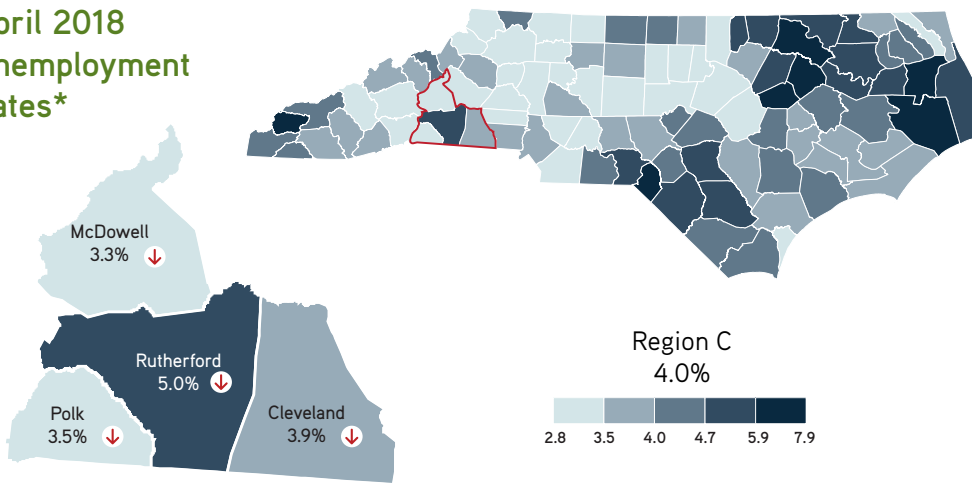 pril 2018
nemployment
ates*
McDowell
3.3%
Rutherford
5.0%
Polk
3.5%
Cleveland
3.9%
Region C
4.0%
2.8 3.5 4.0 4.7 5.9 7.9